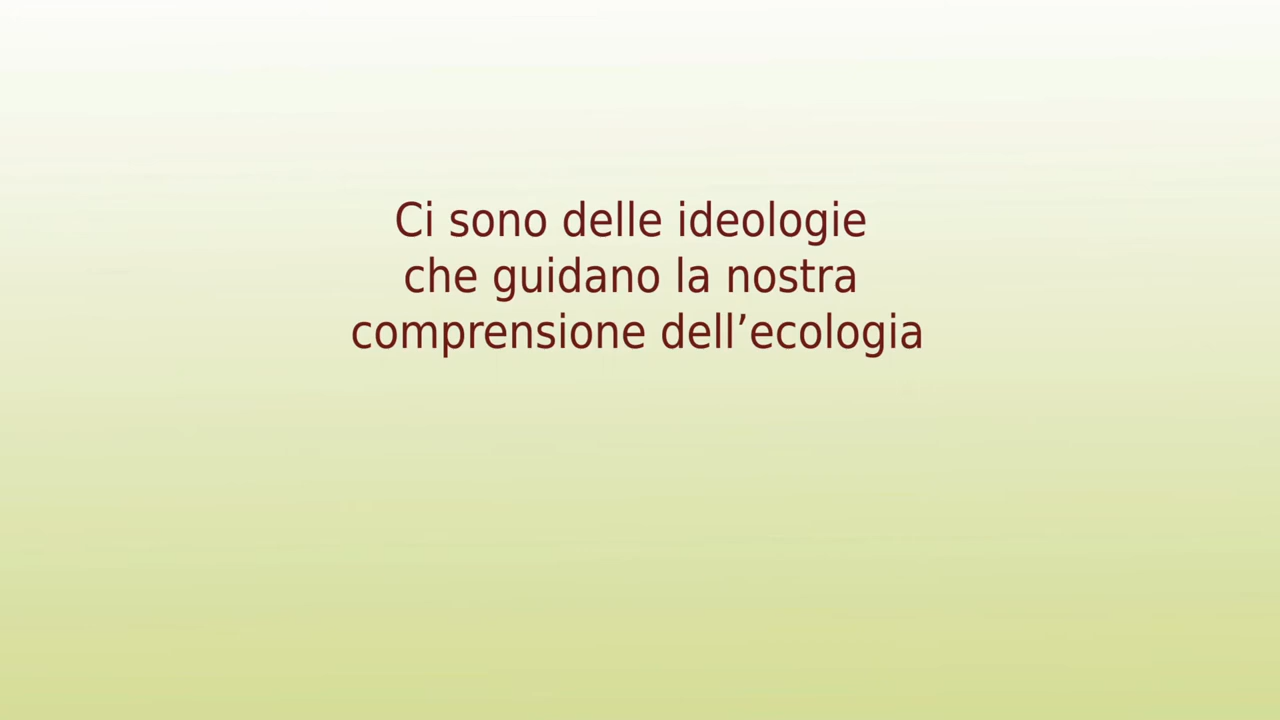 Ci sono delle ideologie
che guidano la nostra
comprensione dell’ecologia